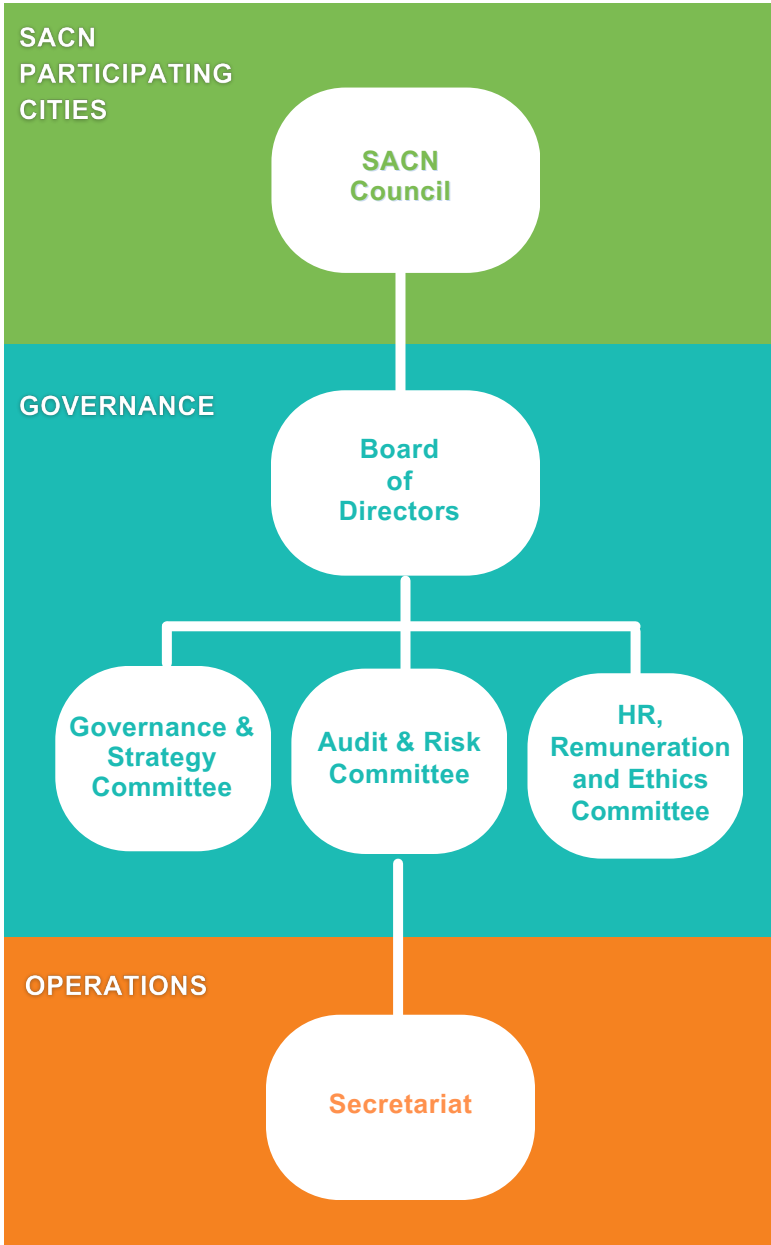 SACN
PARTICIPATING
CITIES
SACN
Council
GOVERNANCE
Board
of
Directors
Governance &
Strategy
Committee
Audit & Risk
Committee
HR,
Remuneration
and Ethics
Committee
OPERATIONS
Secretariat